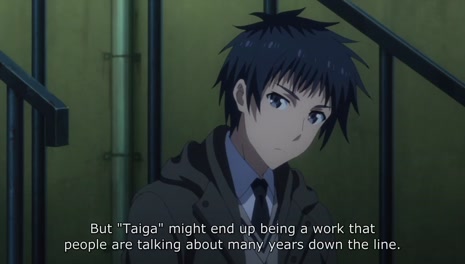 But "Taiga" might end up being a work that
people are talking about many years down the line.